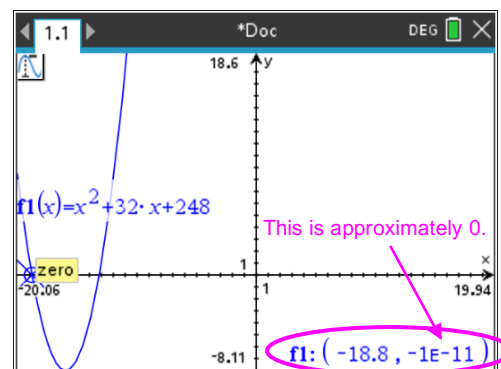 1.1 *Doc DEG
18.6 y
f1(x)=x²+32·x+248
This is approximately 0.
zero
1
x
-20.06
1
19.94
-8.11
f1: ( -18.8 , -1E-11 )